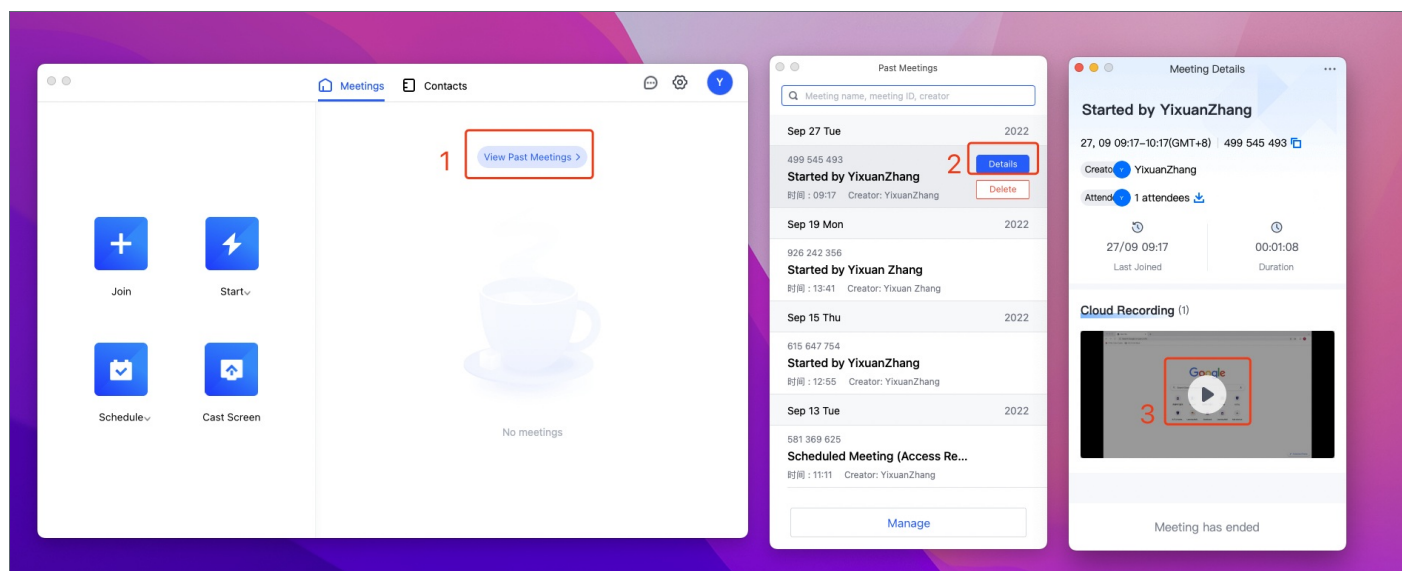 Meetings
Contacts
Y
View Past Meetings >
1
Join
Start
Schedule
Cast Screen
No meetings
Past Meetings
Meeting name, meeting ID, creator
Sep 27 Tue 2022
499 545 493
2
Details
Started by YixuanZhang
时间：09:17 Creator: YixuanZhang
Delete
Sep 19 Mon 2022
926 242 356
Started by Yixuan Zhang
时间：13:41 Creator: Yixuan Zhang
Sep 15 Thu 2022
615 647 754
Started by YixuanZhang
时间：12:55 Creator: YixuanZhang
Sep 13 Tue 2022
581 369 625
Scheduled Meeting (Access Re...
时间：11:11 Creator: YixuanZhang
Manage
Meeting Details
...
Started by YixuanZhang
27, 09 09:17-10:17(GMT+8) 499 545 493
Creato Y YixuanZhang
Attend Y 1 attendees
27/09 09:17
00:01:08
Last Joined
Duration
Cloud Recording (1)
Google
3
Meeting has ended